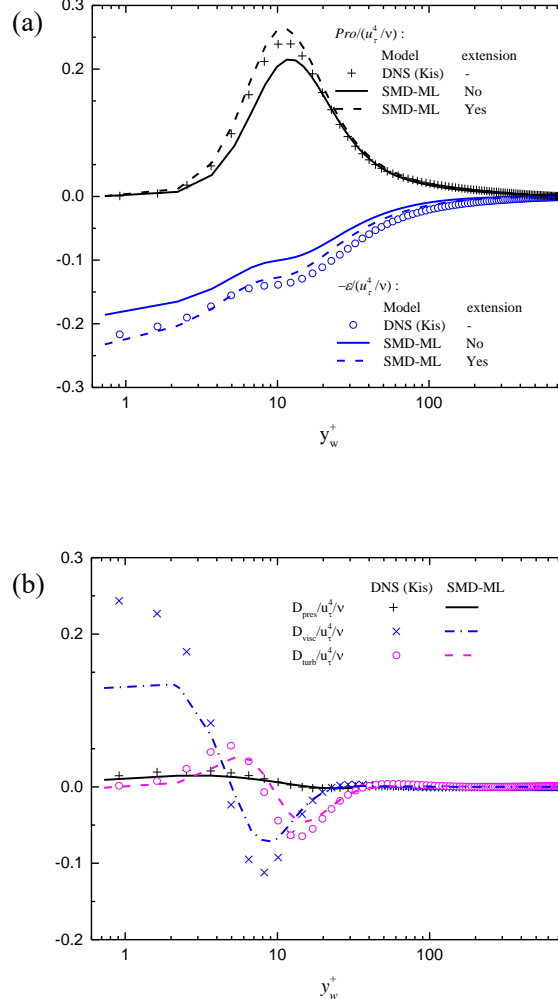 (a)
0.3
Pro/(u_τ^4/ν) :
Model extension
DNS (Kis) -
SMD-ML No
SMD-ML Yes
0.2
0.1
0.0
-0.1
-ε/(u_τ^4/ν) :
Model extension
DNS (Kis) -
SMD-ML No
SMD-ML Yes
-0.2
-0.3
1 10 100
y_w^+
(b)
0.3
DNS (Kis) SMD-ML
D_pres/u_τ^4/ν
D_visc/u_τ^4/ν
D_turb/u_τ^4/ν
0.2
0.1
0.0
-0.1
-0.2
1 10 100
y_w^+